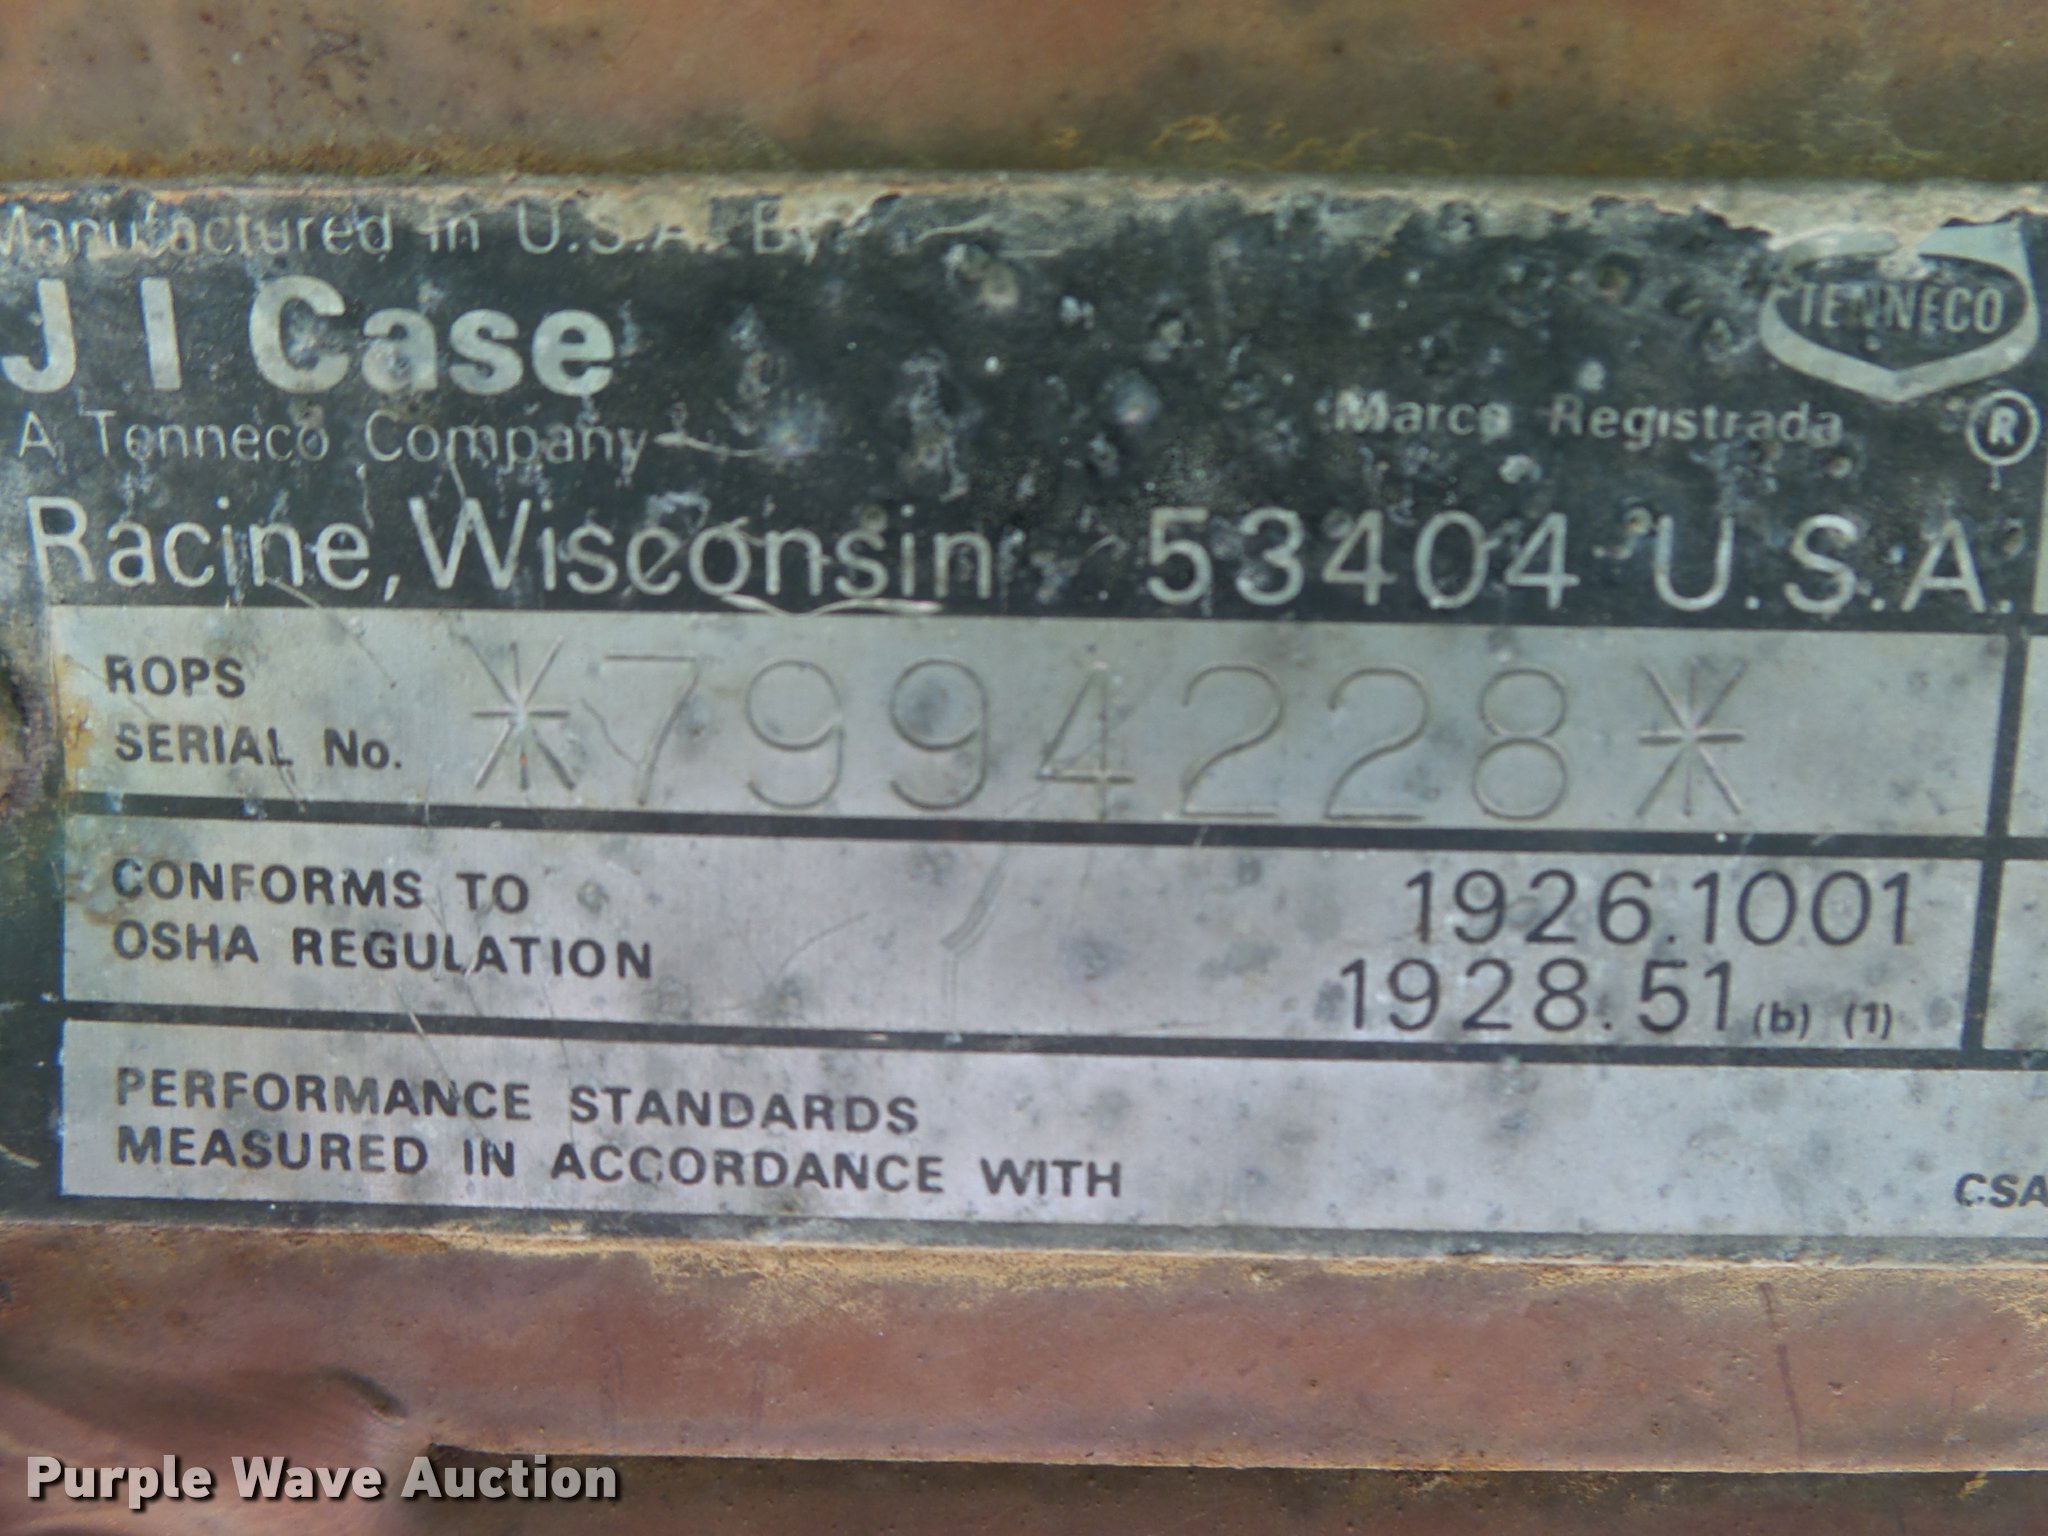 Manufactured in U.S.A. By
J I Case
A Tenneco Company
TENNECO
Marca Registrada ®
Racine, Wisconsin 53404 U.S.A.
ROPS
SERIAL No. *7994228*
CONFORMS TO
OSHA REGULATION
1926.1001
1928.51 (b) (1)
PERFORMANCE STANDARDS
MEASURED IN ACCORDANCE WITH
CSA
Purple Wave Auction